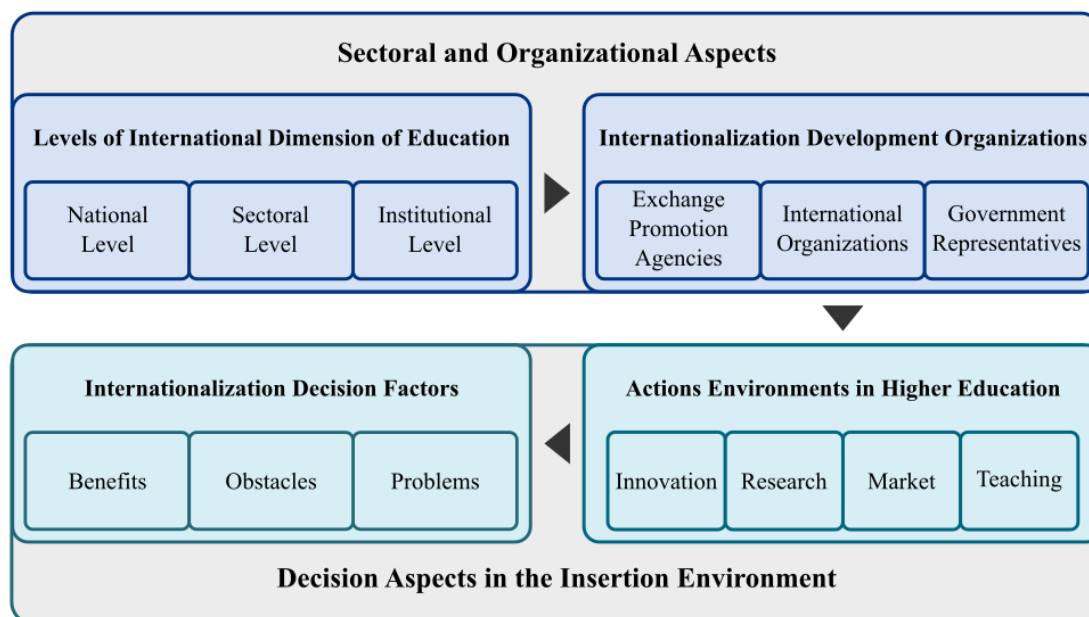 Sectoral and Organizational Aspects
Levels of International Dimension of Education
National
Level
Sectoral
Level
Institutional
Level
Internationalization Development Organizations
Exchange
Promotion
Agencies
International
Organizations
Government
Representatives
Internationalization Decision Factors
Benefits
Obstacles
Problems
Actions Environments in Higher Education
Innovation
Research
Market
Teaching
Decision Aspects in the Insertion Environment